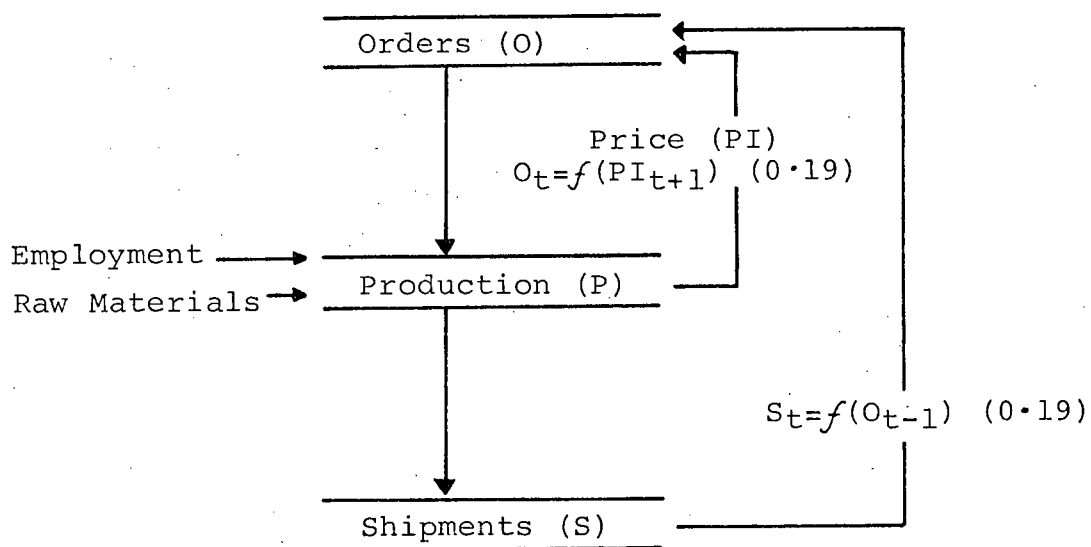 Orders (O)
Price (PI)
Oₜ=f(PIₜ₊₁) (0·19)
Employment
Raw Materials
Production (P)
Sₜ=f(Oₜ₋₁) (0·19)
Shipments (S)